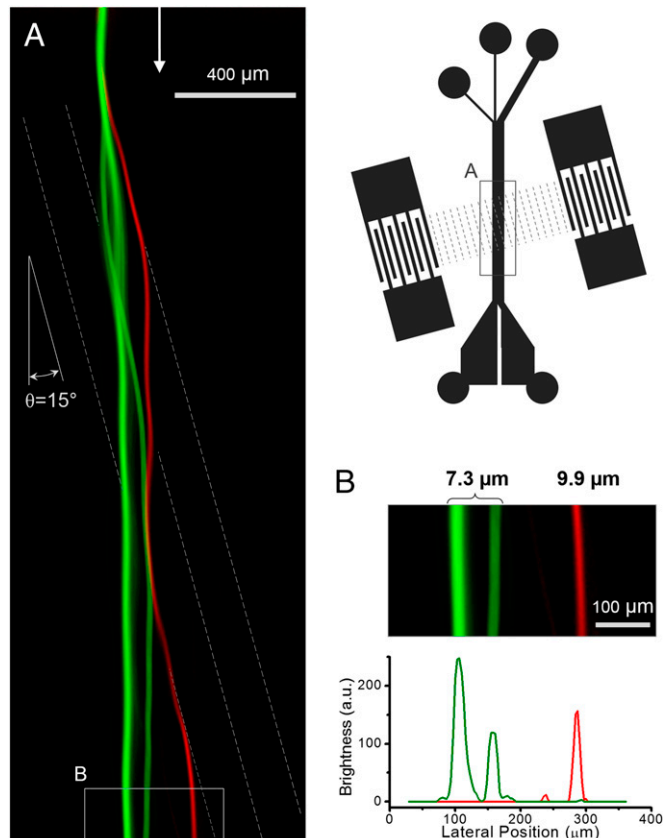 A
400 µm
θ=15°
B
A
B
7.3 µm 9.9 µm
100 µm
Brightness (a.u.)
200
100
0
0 100 200 300 400
Lateral Position (µm)